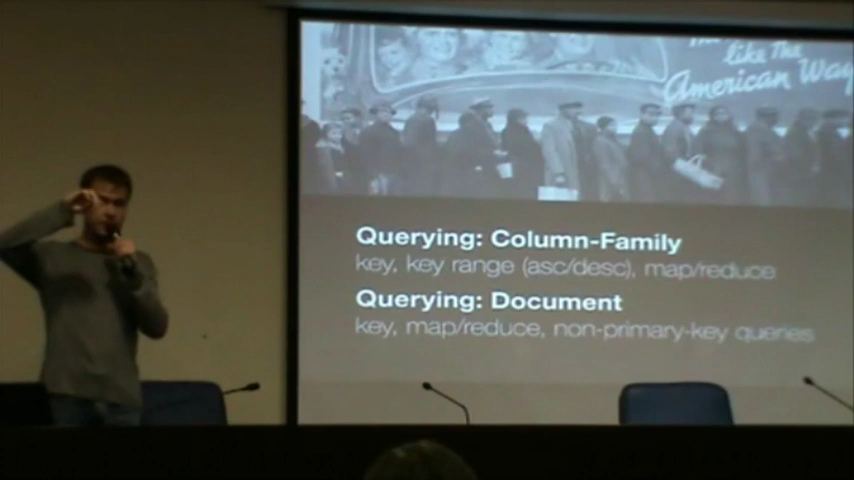 like The
American Way
Querying: Column-Family
key, key range (asc/desc), map/reduce
Querying: Document
key, map/reduce, non-primary-key queries